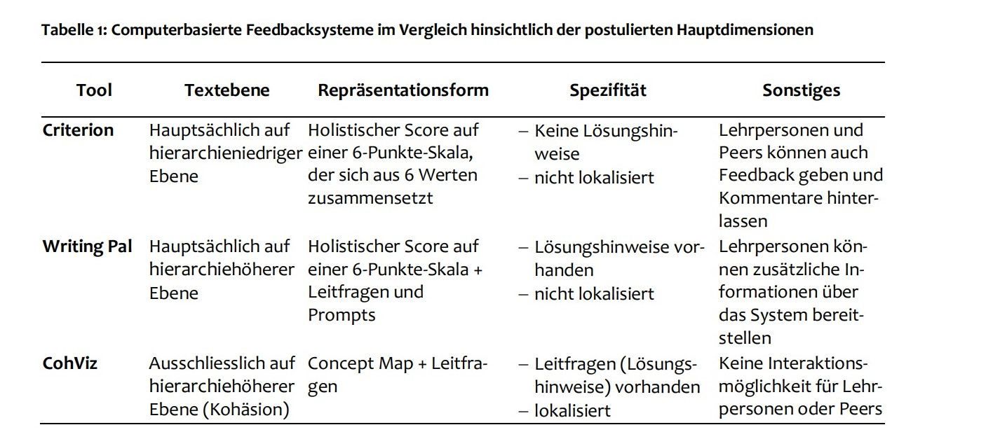 Tabelle 1: Computerbasierte Feedbacksysteme im Vergleich hinsichtlich der postulierten Hauptdimensionen
Tool Textebene Repräsentationsform Spezifität Sonstiges
Criterion Hauptsächlich auf Holistischer Score auf – Keine Lösungshin- Lehrpersonen und
hierarchieniedriger einer 6-Punkte-Skala, weise Peers können auch
Ebene der sich aus 6 Werten – nicht lokalisiert Feedback geben und
zusammensetzt Kommentare hinter-
lassen
Writing Pal Hauptsächlich auf Holistischer Score auf – Lösungshinweise vor- Lehrpersonen kön-
hierarchiehöherer einer 6-Punkte-Skala + handen nen zusätzliche In-
Ebene Leitfragen und – nicht lokalisiert formationen über
Prompts das System bereit-
stellen
CohViz Ausschliesslich auf Concept Map + Leitfra- – Leitfragen (Lösungs- Keine Interaktions-
hierarchiehöherer gen hinweise) vorhanden möglichkeit für Lehr-
Ebene (Kohäsion) – lokalisiert personen oder Peers